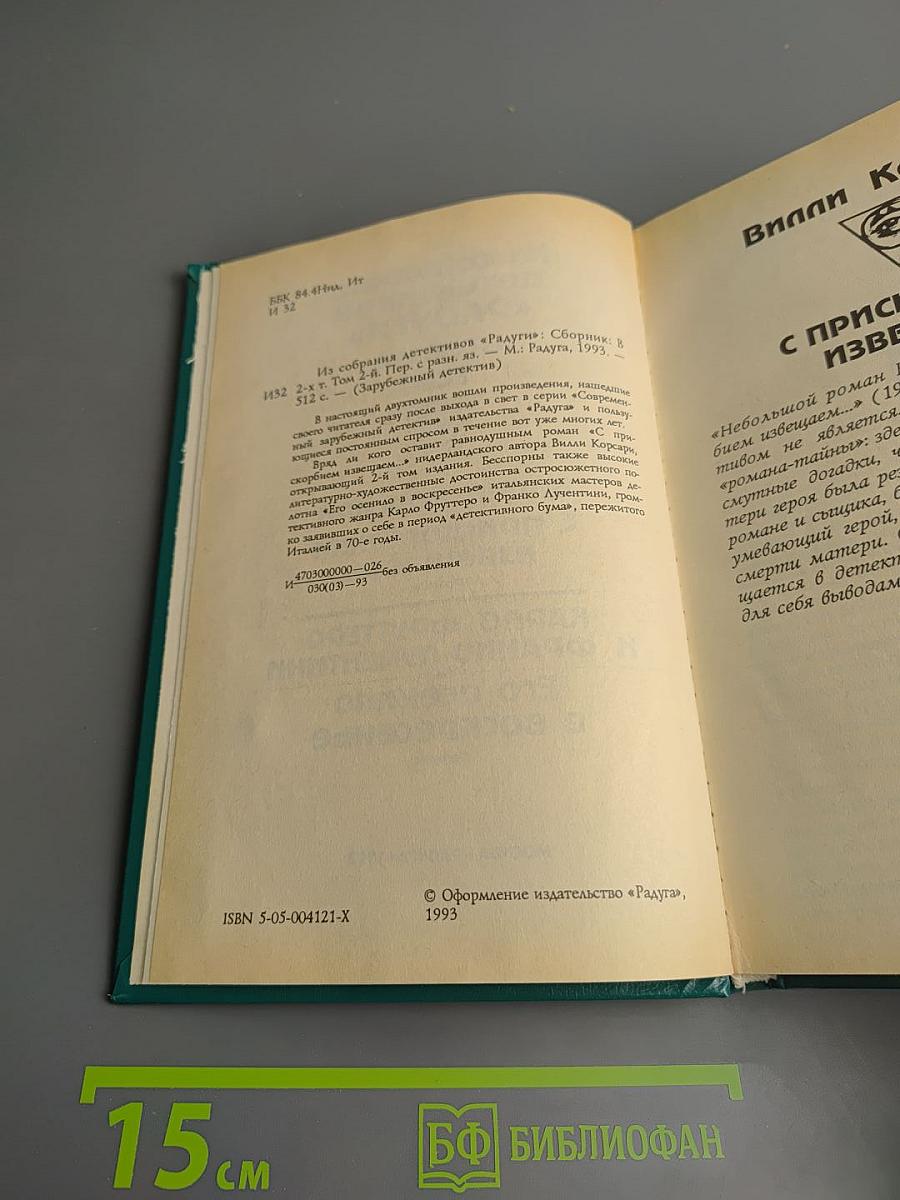 ББК 84.4Нид. Ит
И 32
Из собрания детективов «Радуги»: Сборник: В
И32 2-х т. Том 2-й. Пер. с разн. яз. — М.: Радуга, 1993. —
512 с. — (Зарубежный детектив)
В настоящий двухтомник вошли произведения, нашедшие
своего читателя сразу после выхода в свет в серии «Современ-
ный зарубежный детектив» издательства «Радуга» и пользу-
ющиеся постоянным спросом в течение вот уже многих лет.
Вряд ли кого оставит равнодушным роман «С при-
скорбием извещаем...» нидерландского автора Вилли Корсари,
открывающий 2-й том издания. Бесспорны также высокие
литературно-художественные достоинства остросюжетного по-
лотна «Его осенило в воскресенье» итальянских мастеров де-
тективного жанра Карло Фруттеро и Франко Лучентини, гром-
ко заявивших о себе в период «детективного бума», пережитого
Италией в 70-е годы.
И 4703000000—026 без объявления
030(03)—93
ISBN 5-05-004121-X
© Оформление издательство «Радуга»,
1993
Вилли К
С ПРИС
ИЗВЕ
«Небольшой роман
бием извещаем...» (19
тивом не является.
«романа-тайны»: зде
смутные догадки, ч
тери героя была рез
романе и сыщика, б
умевающий герой,
смерти матери.
щается в детект
для себя выводам
15 см
БФ БИБЛИОФАН